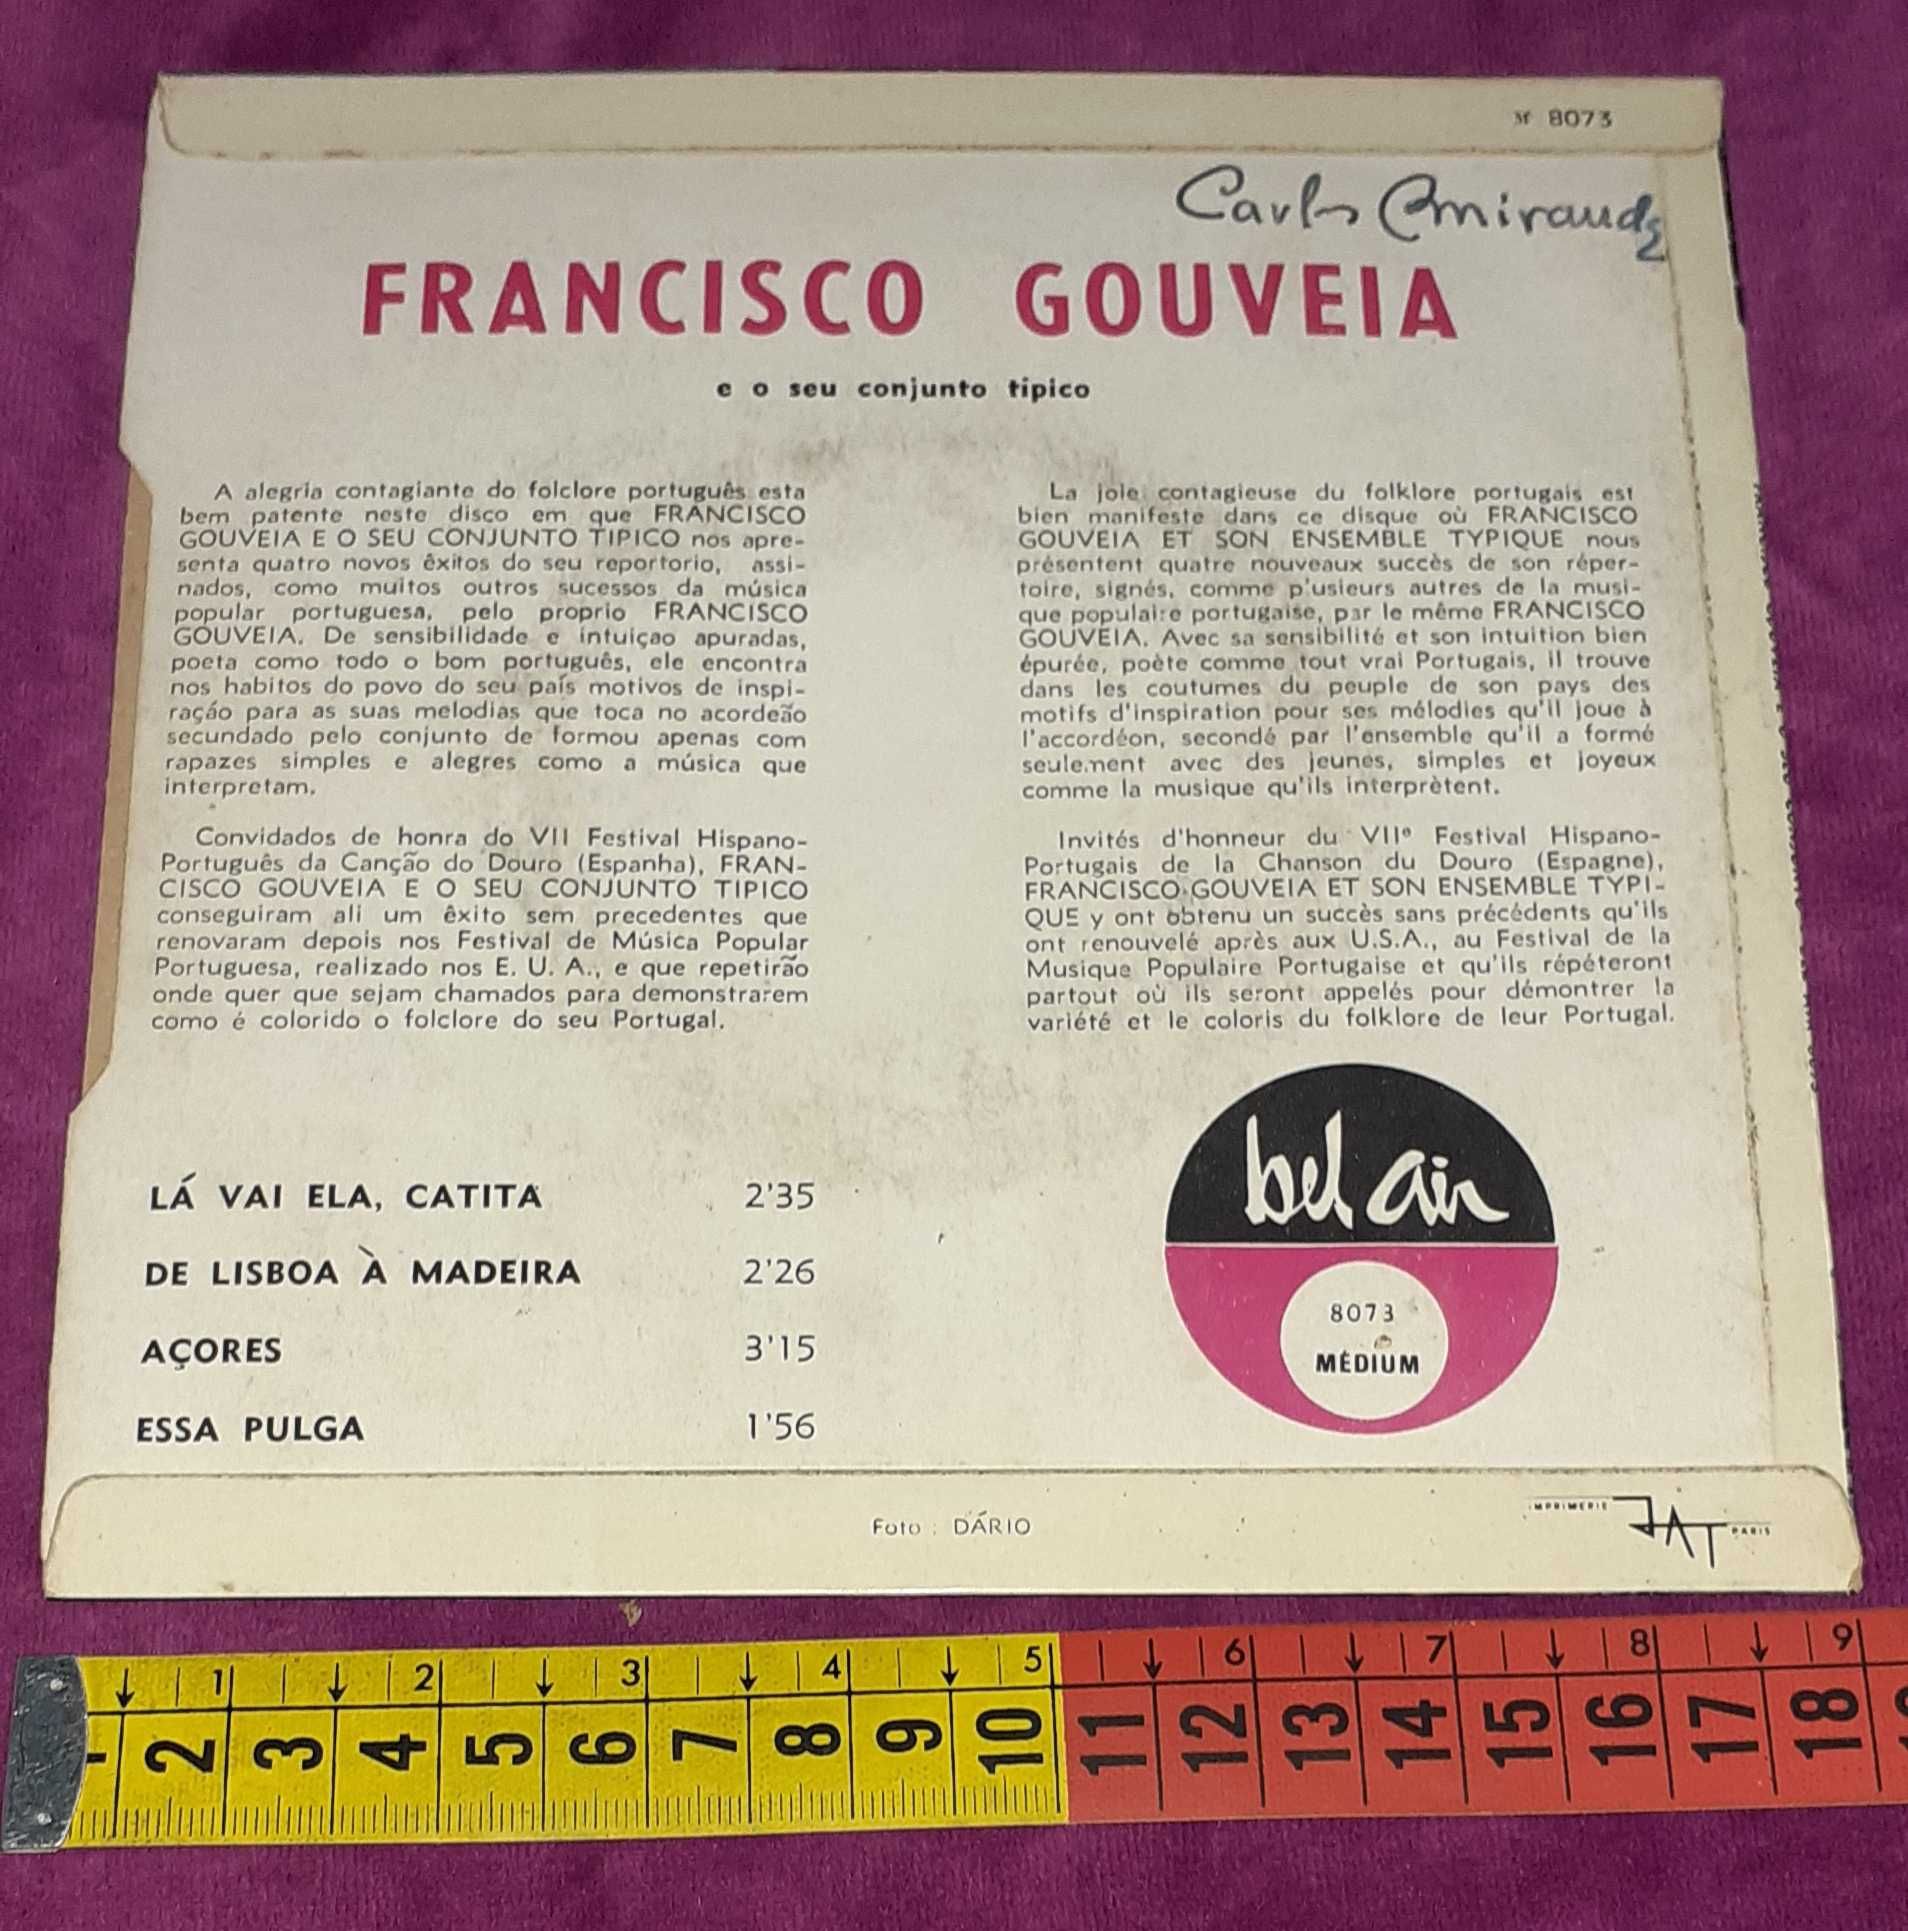 M 8073
Carlos Miranda
FRANCISCO GOUVEIA
e o seu conjunto tipico
A alegria contagiante do folclore português esta
bem patente neste disco em que FRANCISCO
GOUVEIA E O SEU CONJUNTO TIPICO nos apre-
senta quatro novos êxitos do seu reportorio, assi-
nados, como muitos outros sucessos da música
popular portuguesa, pelo proprio FRANCISCO
GOUVEIA. De sensibilidade e intuiçao apuradas,
poeta como todo o bom português, ele encontra
nos habitos do povo do seu país motivos de inspi-
ração para as suas melodias que toca no acordeão
secundado pelo conjunto de formou apenas com
rapazes simples e alegres como a música que
interpretam.
Convidados de honra do VII Festival Hispano-
Português da Canção do Douro (Espanha), FRAN-
CISCO GOUVEIA E O SEU CONJUNTO TIPICO
conseguiram ali um êxito sem precedentes que
renovaram depois nos Festival de Música Popular
Portuguesa, realizado nos E. U. A., e que repetirão
onde quer que sejam chamados para demonstrarem
como é colorido o folclore do seu Portugal.
La joie contagieuse du folklore portugais est
bien manifeste dans ce disque où FRANCISCO
GOUVEIA ET SON ENSEMBLE TYPIQUE nous
présentent quatre nouveaux succès de son réper-
toire, signés, comme p'usieurs autres de la musi-
que populaire portugaise, par le même FRANCISCO
GOUVEIA. Avec sa sensibilité et son intuition bien
épurée, poète comme tout vrai Portugais, il trouve
dans les coutumes du peuple de son pays des
motifs d'inspiration pour ses mélodies qu'il joue à
l'accordéon, secondé par l'ensemble qu'il a formé
seulement avec des jeunes, simples et joyeux
comme la musique qu'ils interprètent.
Invités d'honneur du VIIe Festival Hispano-
Portugais de la Chanson du Douro (Espagne),
FRANCISCO GOUVEIA ET SON ENSEMBLE TYPI-
QUE y ont obtenu un succès sans précédents qu'ils
ont renouvelé après aux U.S.A., au Festival de la
Musique Populaire Portugaise et qu'ils répéteront
partout où ils seront appelés pour démontrer la
variété et le coloris du folklore de leur Portugal.
LÁ VAI ELA, CATITA 2'35
DE LISBOA À MADEIRA 2'26
AÇORES 3'15
ESSA PULGA 1'56
bel air
8073
MÉDIUM
Foto : DÁRIO
IMPRIMERIE JAT PARIS
1 2 3 4 5 6 7 8 9
2 3 4 5 6 7 8 9 10 11 12 13 14 15 16 17 18